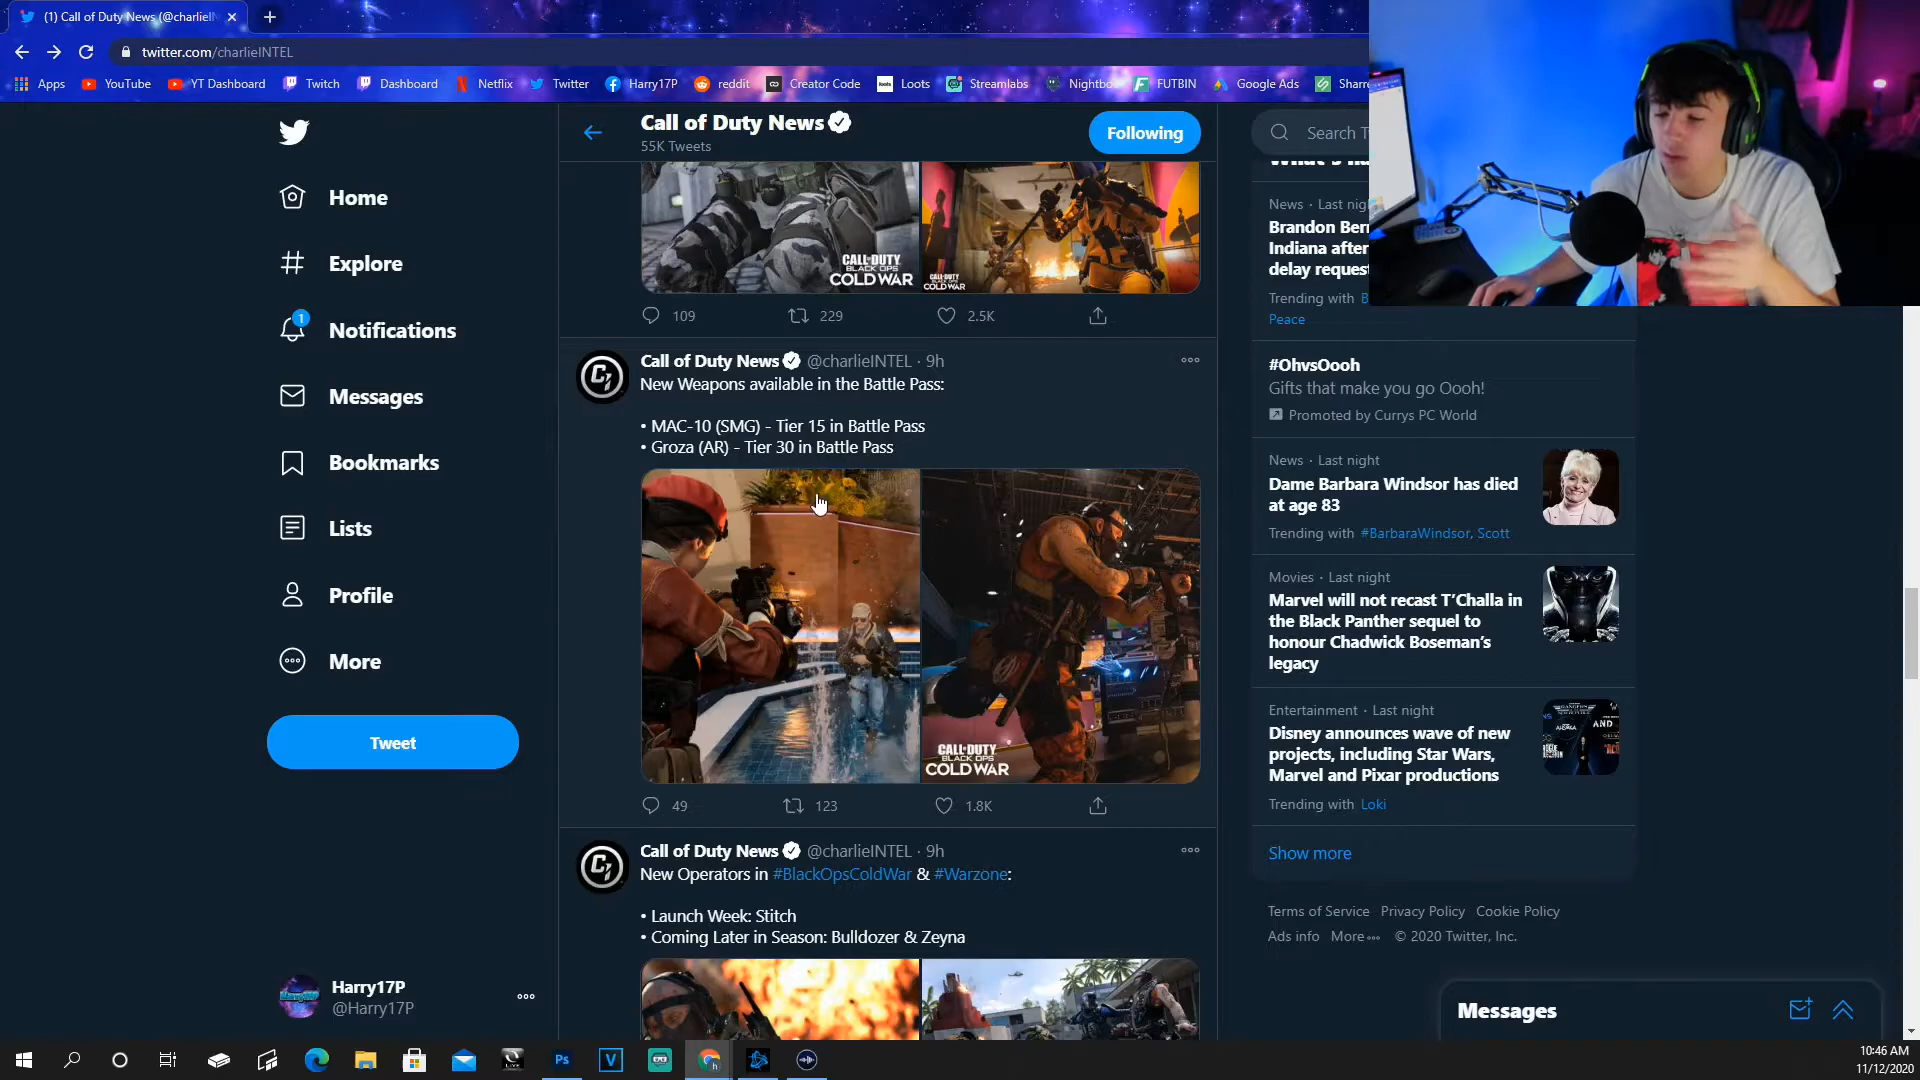 (1) Call of Duty News (@charlieIN
twitter.com/charlieINTEL
Apps YouTube YT Dashboard Twitch Dashboard Netflix Twitter Harry17P reddit Creator Code Loots Streamlabs FUTBIN Google Ads
Call of Duty News
55K Tweets
Following
Search T
Home
Explore
1
Notifications
Messages
Bookmarks
Lists
Profile
More
Tweet
Harry17P
@Harry17P
CALL OF DUTY
BLACK OPS
COLD WAR
CALL OF DUTY
BLACK OPS
COLD WAR
109 229 2.5K
Call of Duty News @charlieINTEL · 9h
New Weapons available in the Battle Pass:
• MAC-10 (SMG) - Tier 15 in Battle Pass
• Groza (AR) - Tier 30 in Battle Pass
CALL OF DUTY
BLACK OPS
COLD WAR
49 123 1.8K
Call of Duty News @charlieINTEL · 9h
New Operators in #BlackOpsColdWar & #Warzone:
• Launch Week: Stitch
• Coming Later in Season: Bulldozer & Zeyna
News · Last nig
Brandon Ber
Indiana after
delay reques
Trending with B
Peace
#OhvsOooh
Gifts that make you go Oooh!
Promoted by Currys PC World
News · Last night
Dame Barbara Windsor has died
at age 83
Trending with #BarbaraWindsor, Scott
Movies · Last night
Marvel will not recast T'Challa in
the Black Panther sequel to
honour Chadwick Boseman's
legacy
Entertainment · Last night
Disney announces wave of new
projects, including Star Wars,
Marvel and Pixar productions
Trending with Loki
Show more
Terms of Service Privacy Policy Cookie Policy
Ads info More © 2020 Twitter, Inc.
Messages
Ps
V
10:46 AM
11/12/2020